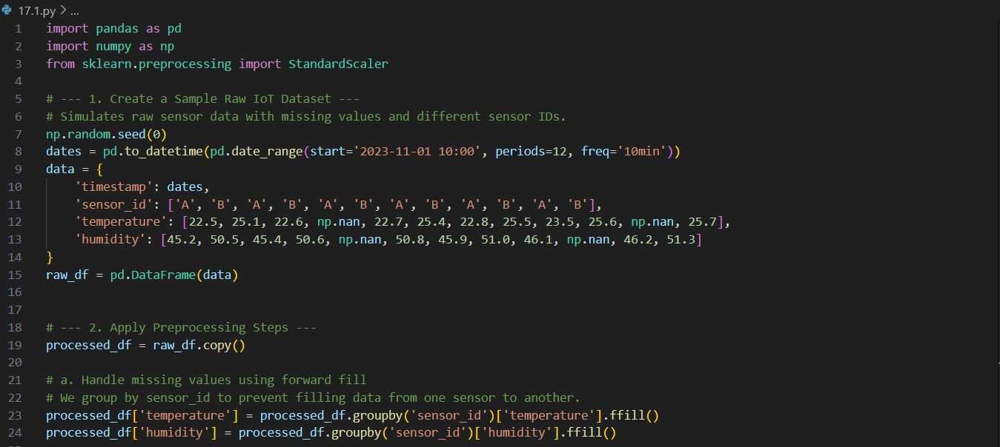 17.1.py > ...
1 import pandas as pd
2 import numpy as np
3 from sklearn.preprocessing import StandardScaler
4
5 # --- 1. Create a Sample Raw IoT Dataset ---
6 # Simulates raw sensor data with missing values and different sensor IDs.
7 np.random.seed(0)
8 dates = pd.to_datetime(pd.date_range(start='2023-11-01 10:00', periods=12, freq='10min'))
9 data = {
10     'timestamp': dates,
11     'sensor_id': ['A', 'B', 'A', 'B', 'A', 'B', 'A', 'B', 'A', 'B', 'A', 'B'],
12     'temperature': [22.5, 25.1, 22.6, np.nan, 22.7, 25.4, 22.8, 25.5, 23.5, 25.6, np.nan, 25.7],
13     'humidity': [45.2, 50.5, 45.4, 50.6, np.nan, 50.8, 45.9, 51.0, 46.1, np.nan, 46.2, 51.3]
14 }
15 raw_df = pd.DataFrame(data)
16
17
18 # --- 2. Apply Preprocessing Steps ---
19 processed_df = raw_df.copy()
20
21 # a. Handle missing values using forward fill
22 # We group by sensor_id to prevent filling data from one sensor to another.
23 processed_df['temperature'] = processed_df.groupby('sensor_id')['temperature'].ffill()
24 processed_df['humidity'] = processed_df.groupby('sensor_id')['humidity'].ffill()